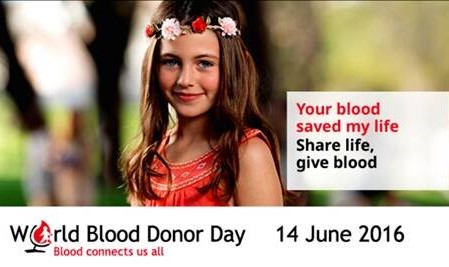 Your blood
saved my life
Share life,
give blood
World Blood Donor Day 14 June 2016
Blood connects us all